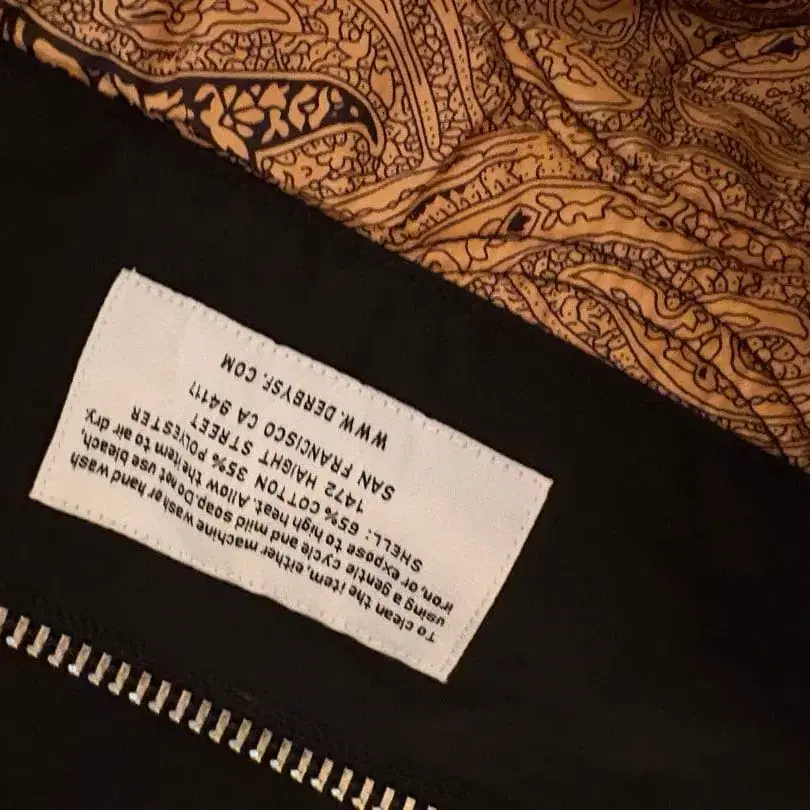 To clean the item, either machine wash or hand wash
using a gentle cycle and mild soap. Do not use bleach,
iron, or expose to high heat. Allow the item to air dry.
SHELL: 65% COTTON 35% POLYESTER
1472 HAIGHT STREET
SAN FRANCISCO CA 94117
WWW. DERBYSF. COM